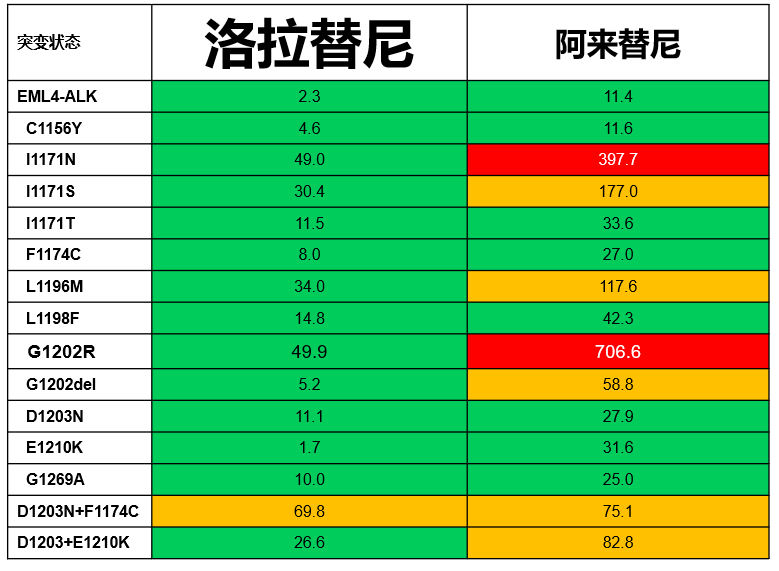 突变状态 洛拉替尼 阿来替尼
EML4-ALK 2.3 11.4
C1156Y 4.6 11.6
I1171N 49.0 397.7
I1171S 30.4 177.0
I1171T 11.5 33.6
F1174C 8.0 27.0
L1196M 34.0 117.6
L1198F 14.8 42.3
G1202R 49.9 706.6
G1202del 5.2 58.8
D1203N 11.1 27.9
E1210K 1.7 31.6
G1269A 10.0 25.0
D1203N+F1174C 69.8 75.1
D1203+E1210K 26.6 82.8